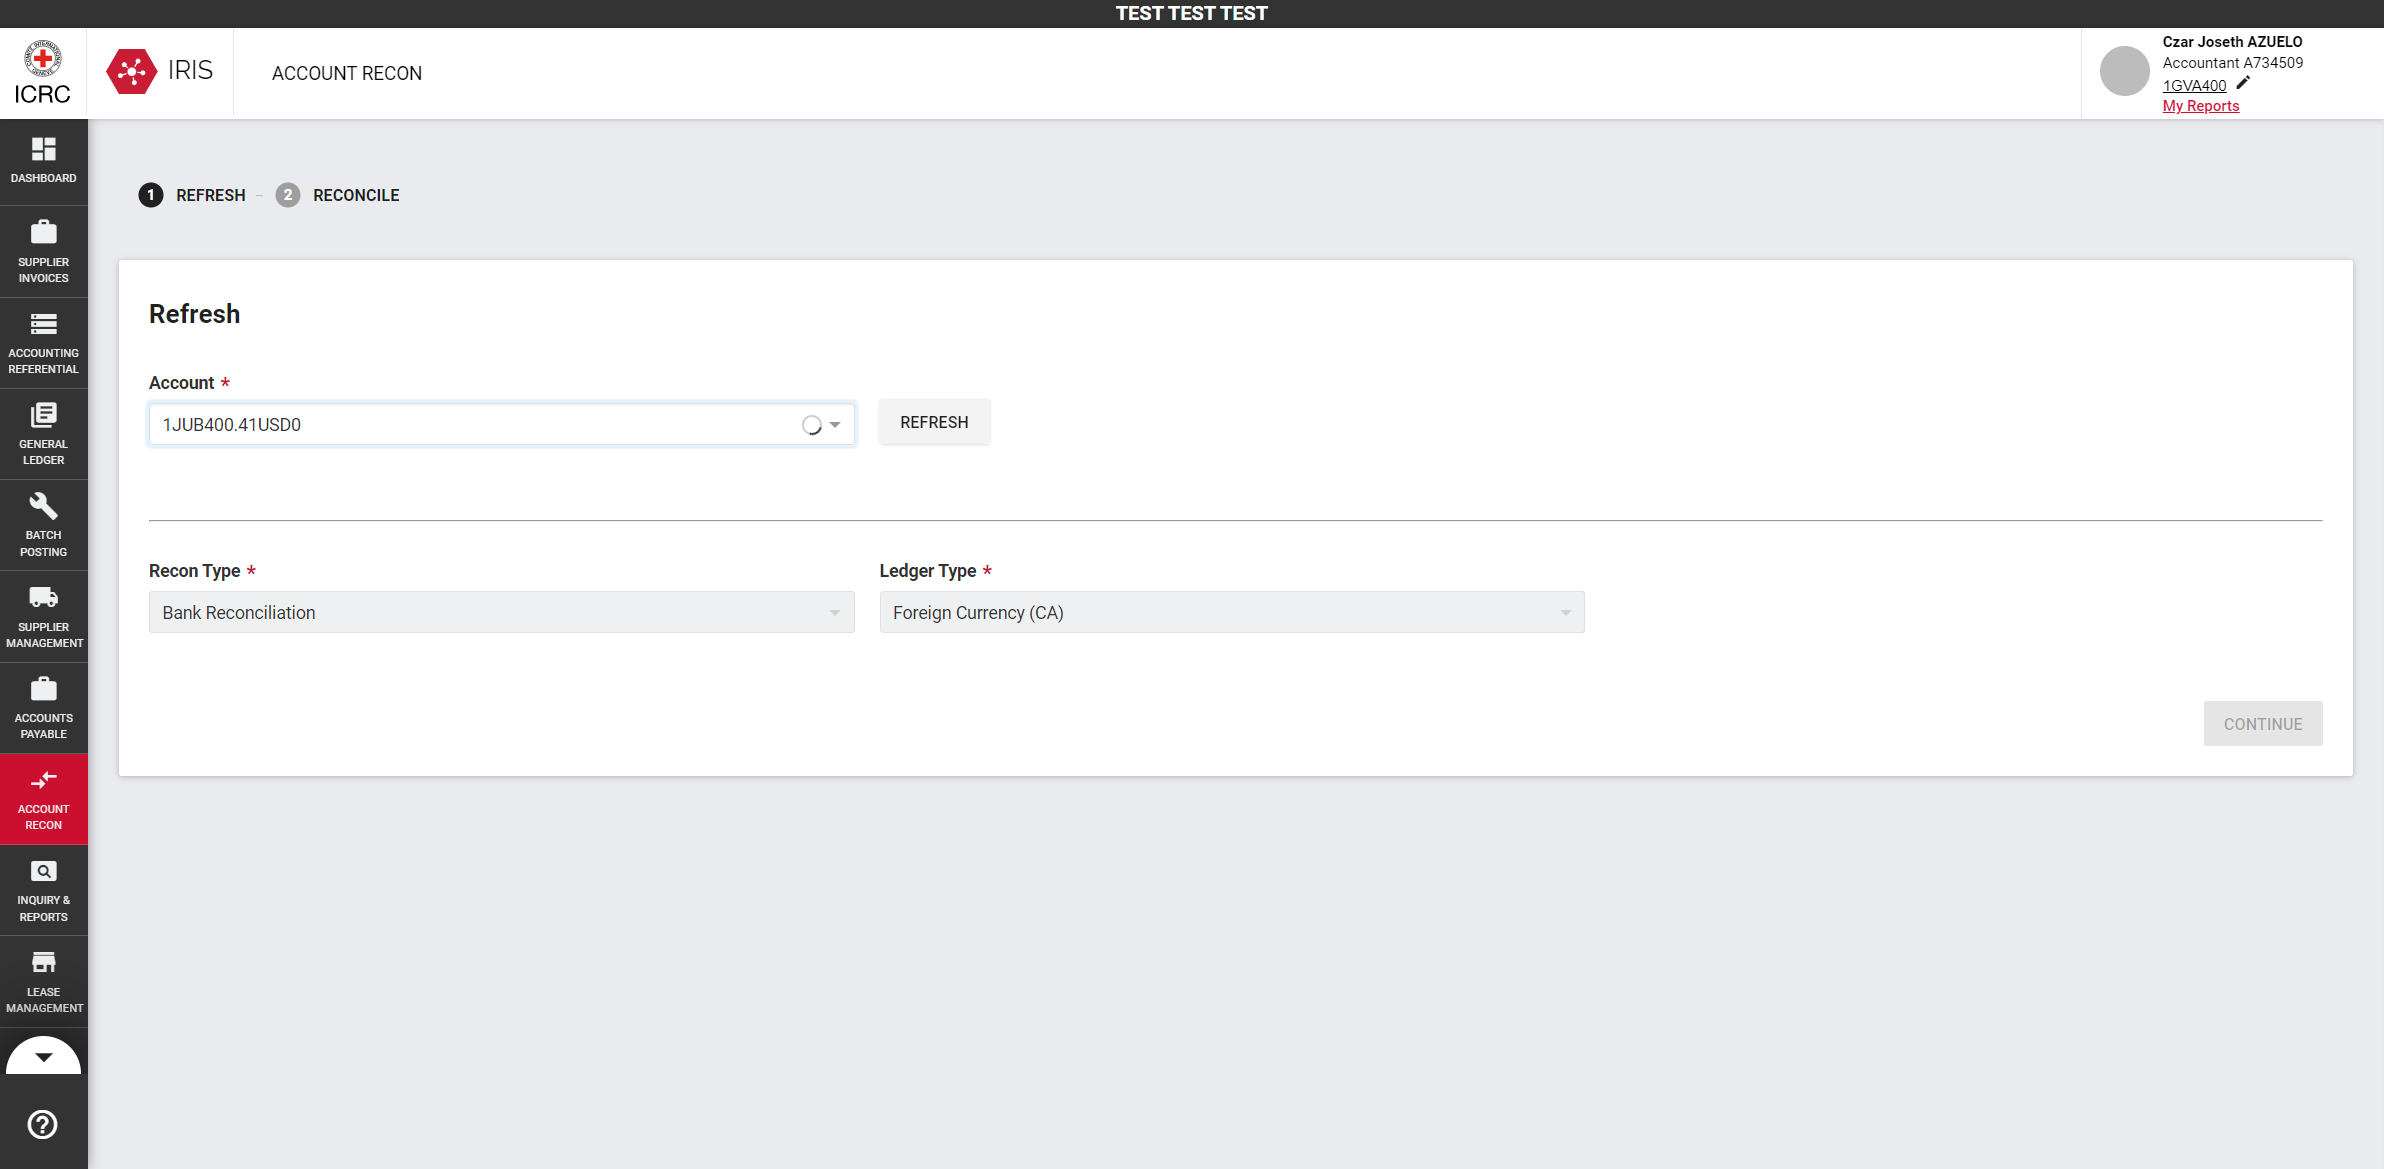 TEST TEST TEST
ICRC
IRIS
ACCOUNT RECON
Czar Joseth AZUELO
Accountant A734509
1GVA400
My Reports
DASHBOARD
SUPPLIER
INVOICES
ACCOUNTING
REFERENTIAL
GENERAL
LEDGER
BATCH
POSTING
SUPPLIER
MANAGEMENT
ACCOUNTS
PAYABLE
ACCOUNT
RECON
INQUIRY &
REPORTS
LEASE
MANAGEMENT
1 REFRESH – 2 RECONCILE
Refresh
Account *
1JUB400.41USD0
REFRESH
Recon Type *
Ledger Type *
Bank Reconciliation
Foreign Currency (CA)
CONTINUE